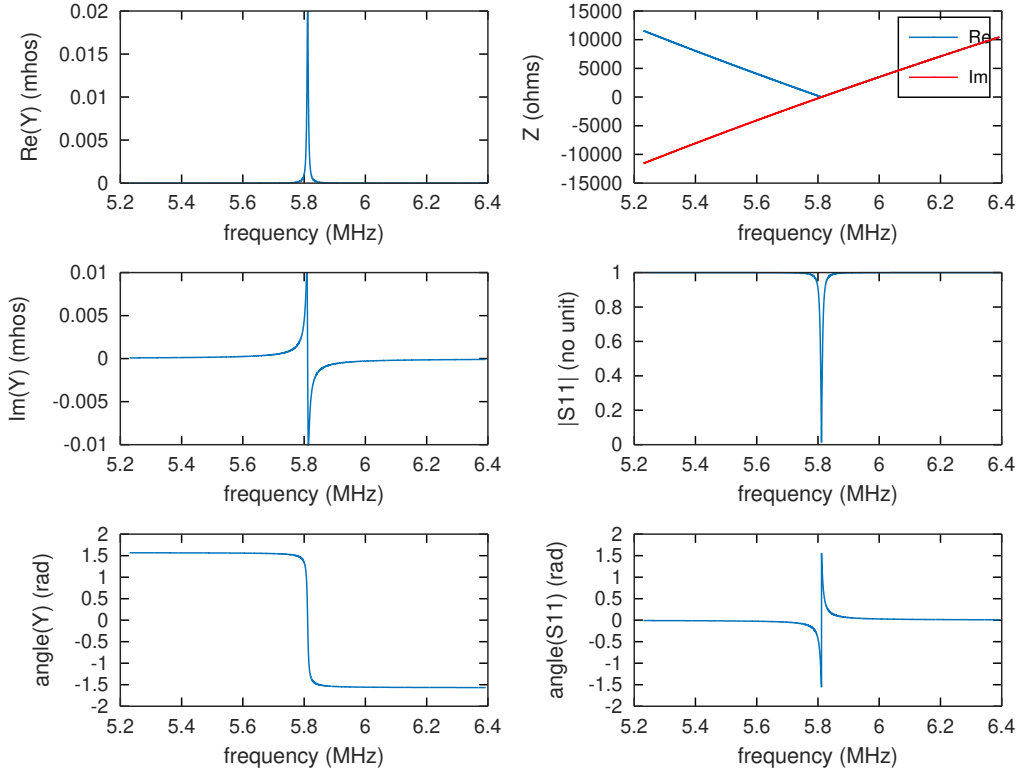 Re(Y) (mhos)
0.02
0.015
0.01
0.005
0
5.2 5.4 5.6 5.8 6 6.2 6.4
frequency (MHz)
Z (ohms)
15000
10000
5000
0
-5000
-10000
-15000
Re
Im
5.2 5.4 5.6 5.8 6 6.2 6.4
frequency (MHz)
Im(Y) (mhos)
0.01
0.005
0
-0.005
-0.01
5.2 5.4 5.6 5.8 6 6.2 6.4
frequency (MHz)
|S11| (no unit)
1
0.8
0.6
0.4
0.2
0
5.2 5.4 5.6 5.8 6 6.2 6.4
frequency (MHz)
angle(Y) (rad)
2
1.5
1
0.5
0
-0.5
-1
-1.5
-2
5.2 5.4 5.6 5.8 6 6.2 6.4
frequency (MHz)
angle(S11) (rad)
2
1.5
1
0.5
0
-0.5
-1
-1.5
-2
5.2 5.4 5.6 5.8 6 6.2 6.4
frequency (MHz)